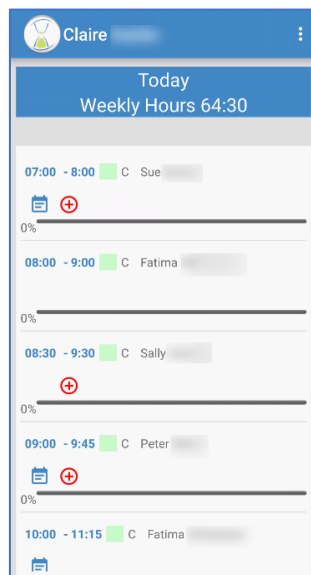 Claire
Today
Weekly Hours 64:30
07:00 - 8:00 C Sue
0%
08:00 - 9:00 C Fatima
0%
08:30 - 9:30 C Sally
0%
09:00 - 9:45 C Peter
0%
10:00 - 11:15 C Fatima